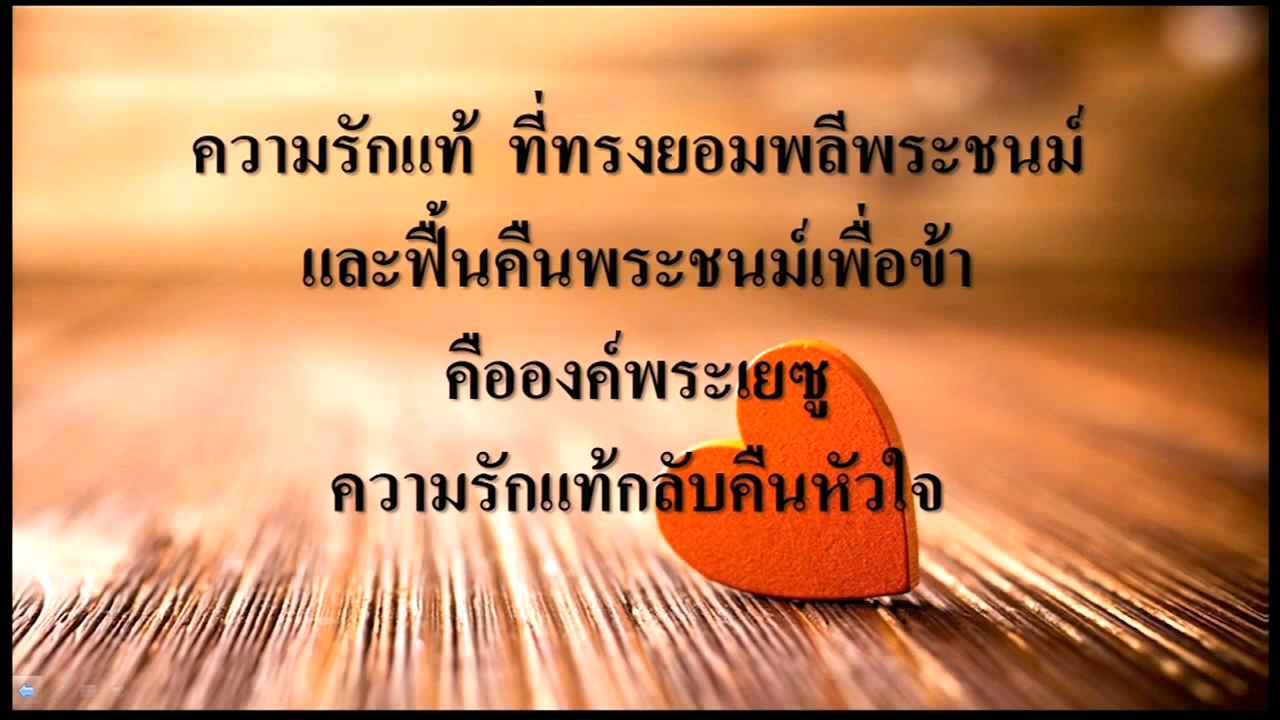 ความรักแท้ ที่ทรงยอมพลีพระชนม์
และฟื้นคืนพระชนม์เพื่อข้า
คือองค์พระเยซู
ความรักแท้กลับคืนหัวใจ